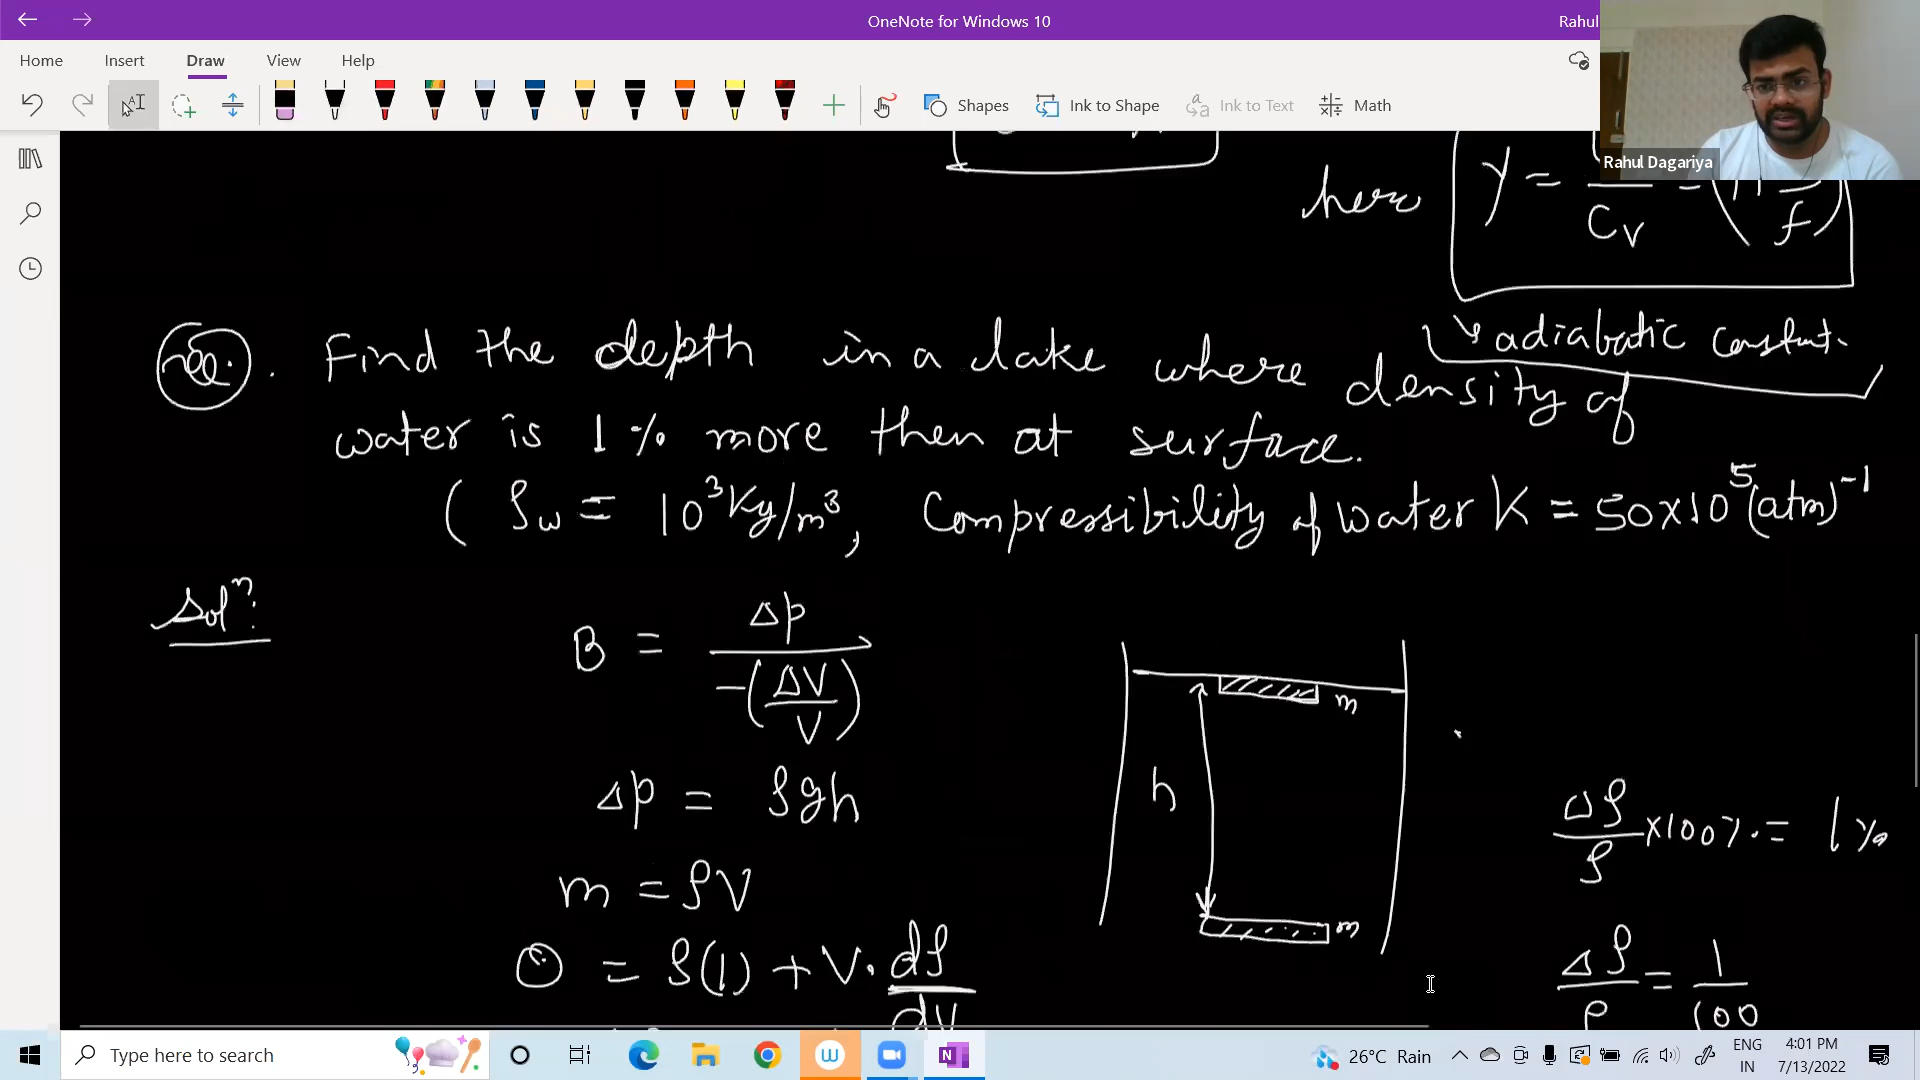 OneNote for Windows 10
Rahul
Home Insert Draw View Help
Shapes Ink to Shape Ink to Text Math
Rahul Dagariya
here γ = / Cv = ( / f )
adiabatic constant.
Q. Find the depth in a lake where density of
water is 1% more then at surface.
( ρw = 10³ Kg/m³, Compressibility of water K = 50×10⁵ (atm)⁻¹
Solⁿ:
B = Δp / -(ΔV/V)
m
Δp = ρgh
h
Δρ/ρ ×100% = 1%
m = ρV
m
0 = ρ(1) + V·dρ/dV
Δρ/ρ = 1/100
Type here to search
26°C Rain
ENG
IN
4:01 PM
7/13/2022